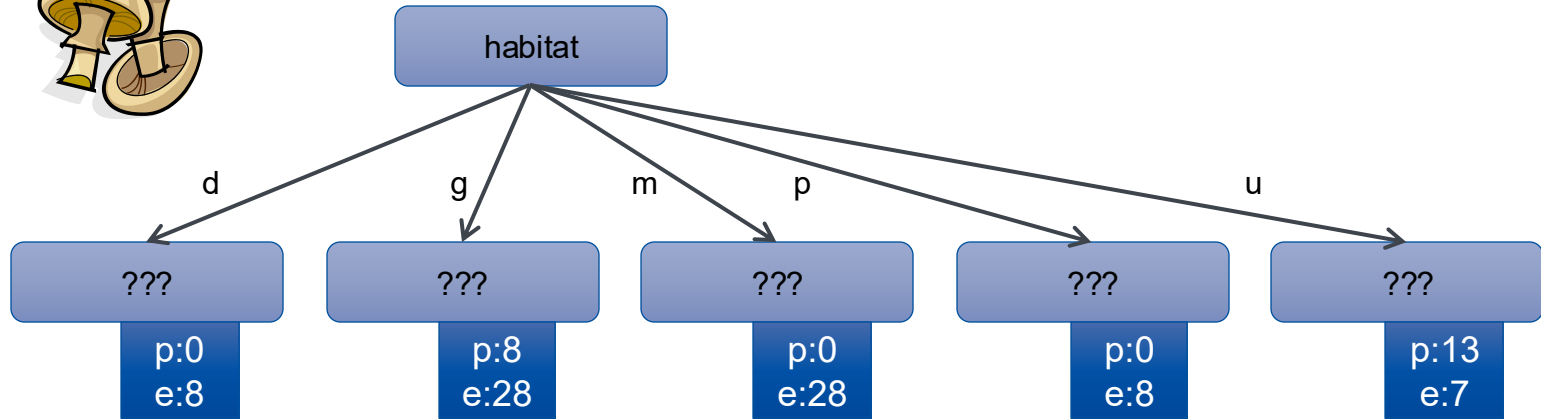 habitat
d g m p u
??? ??? ??? ??? ???
p:0 p:8 p:0 p:0 p:13
e:8 e:28 e:28 e:8 e:7